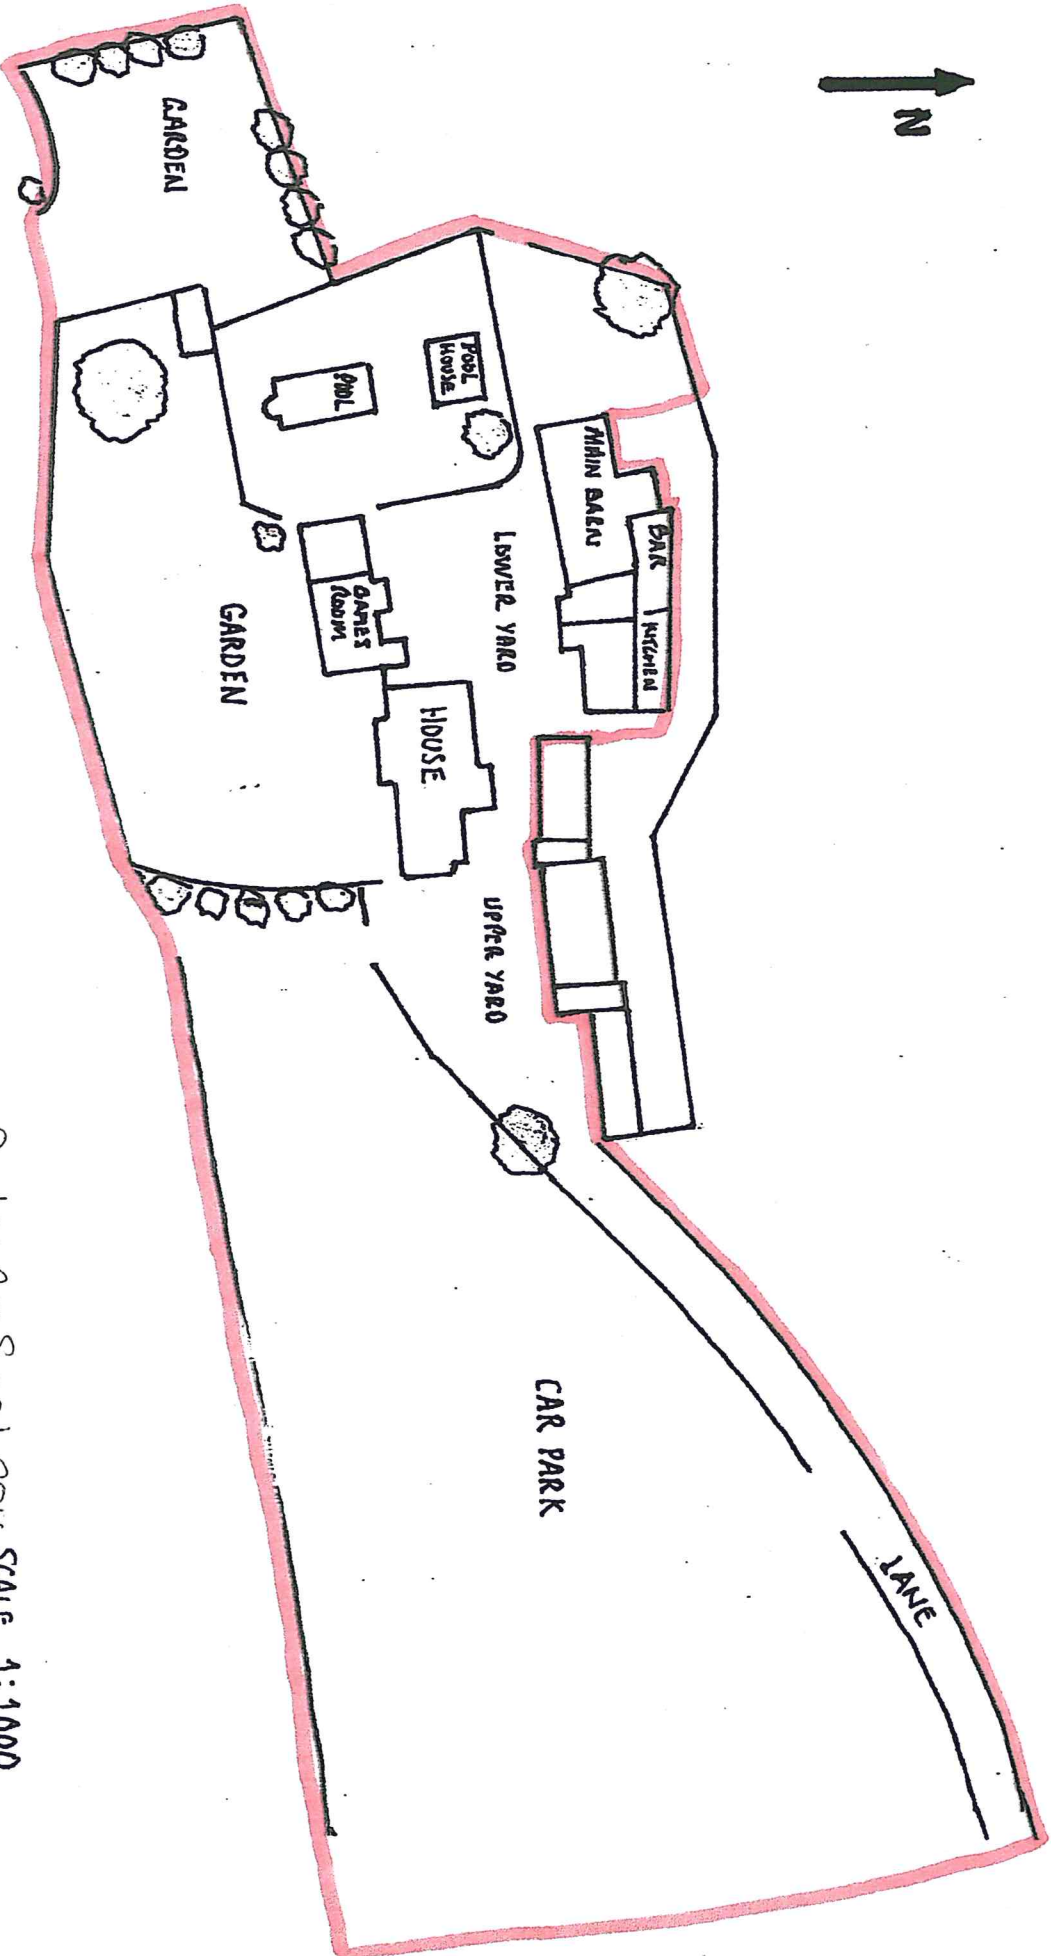 N
GARDEN
POOL
HOUSE
POOL
MAIN BARN
BAR
KITCHEN
LOWER YARD
GAMES
ROOM
HOUSE
GARDEN
UPPER YARD
CAR PARK
LANE
SCALE 1:1000